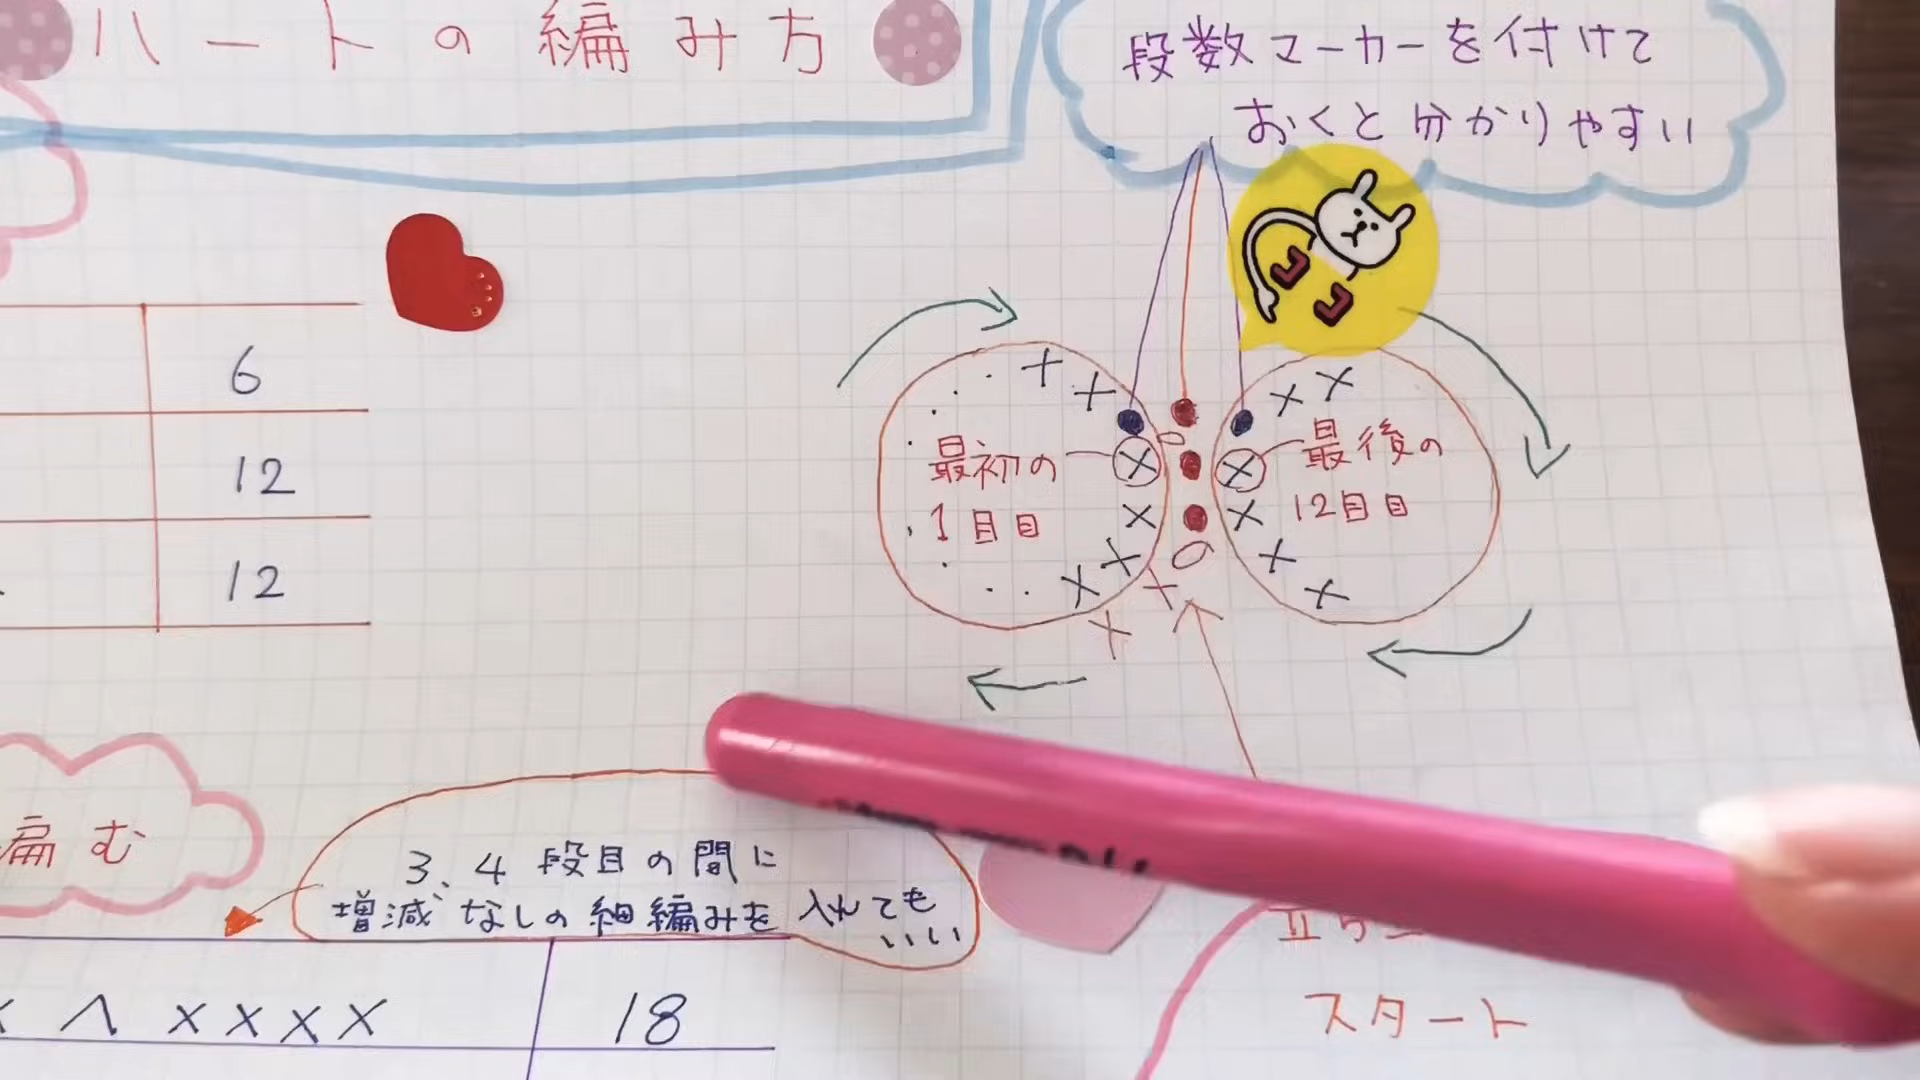 ハートの編み方
段数マーカーを付けて
おくと分かりやすい
6
12
12
最初の
1目目
最後の
12目目
編む
3、4段目の間に
増減なしの細編みを入れても
いい
× ∧ × × × × 18
スタート